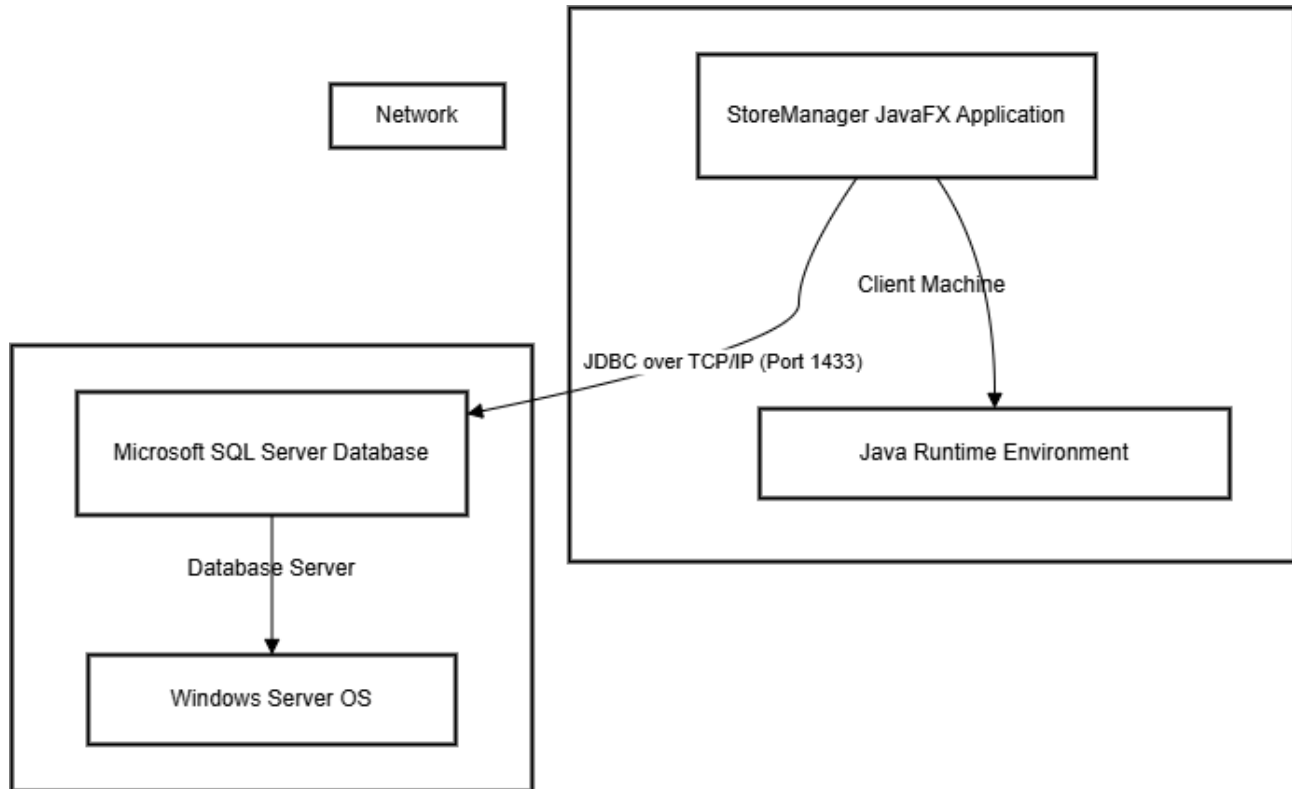 Network
StoreManager JavaFX Application
Client Machine
JDBC over TCP/IP (Port 1433)
Microsoft SQL Server Database
Java Runtime Environment
Database Server
Windows Server OS